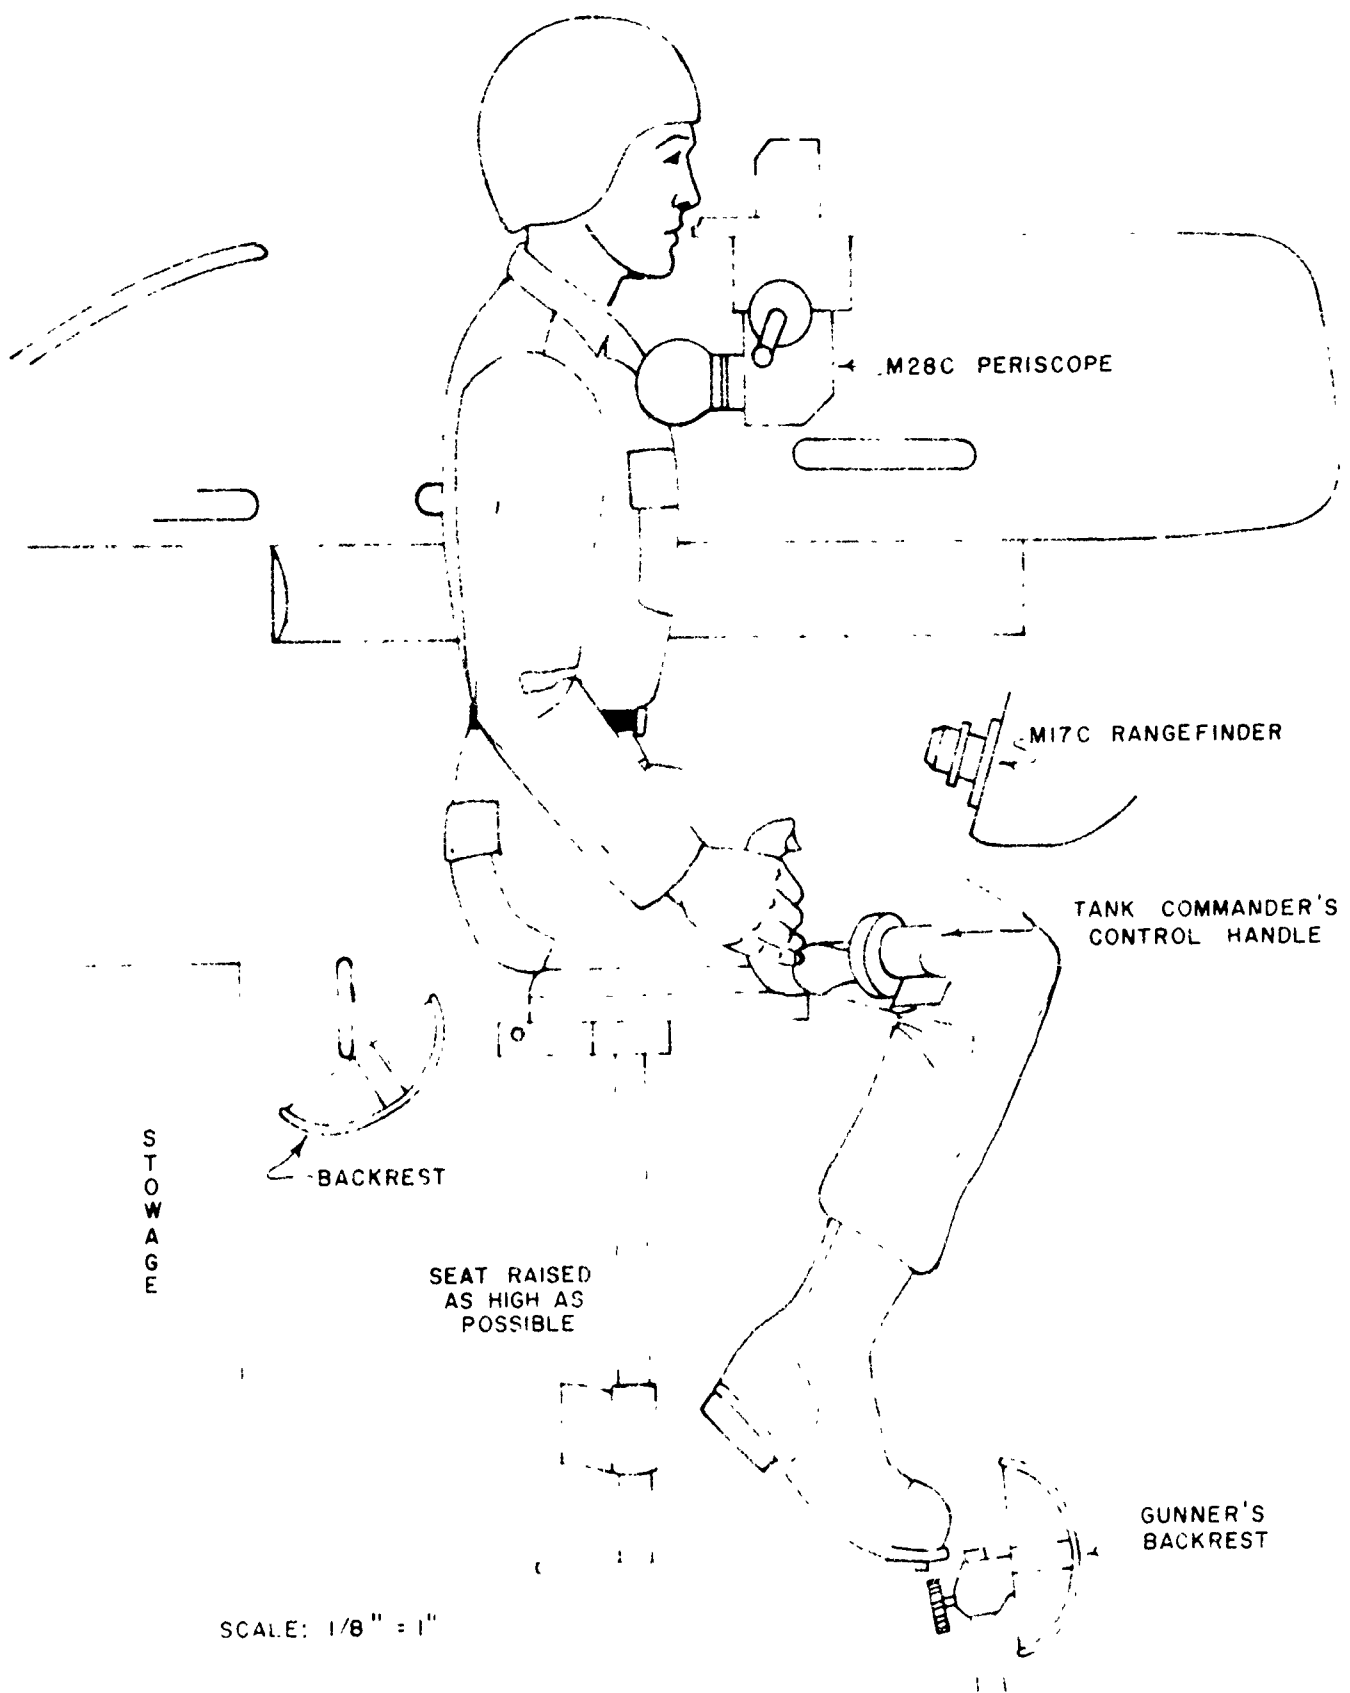 M28C PERISCOPE
M17C RANGEFINDER
TANK COMMANDER'S
CONTROL HANDLE
BACKREST
STOWAGE
SEAT RAISED
AS HIGH AS
POSSIBLE
GUNNER'S
BACKREST
SCALE: 1/8" = 1"